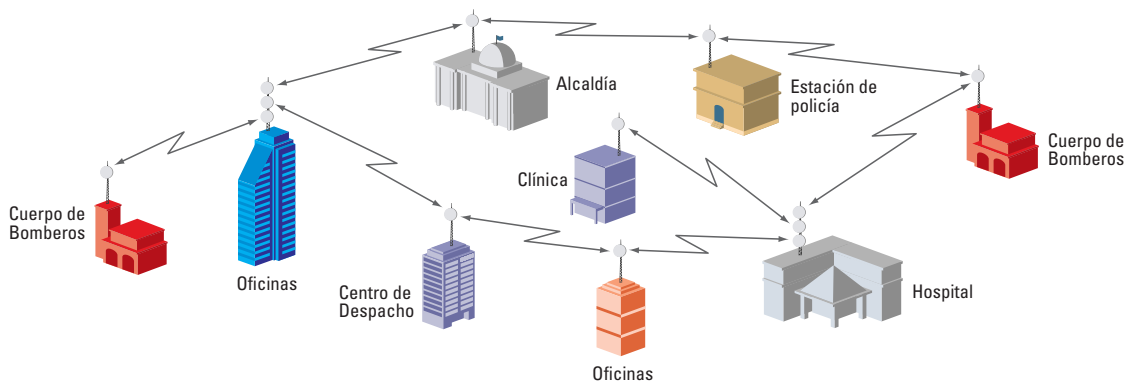 Alcaldía
Estación de
policía
Cuerpo de
Bomberos
Clínica
Cuerpo de
Bomberos
Oficinas
Centro de
Despacho
Hospital
Oficinas